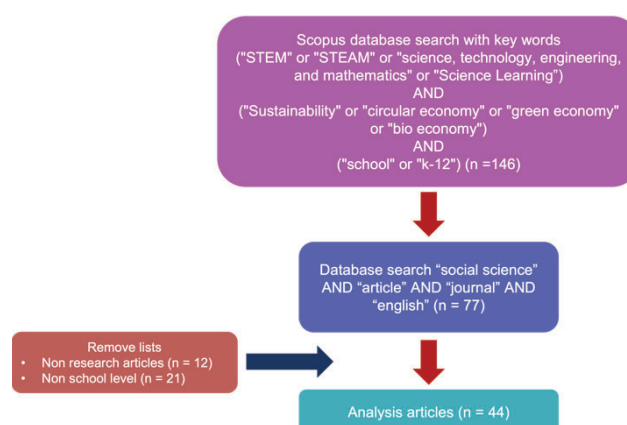 Scopus database search with key words
("STEM" or "STEAM" or "science, technology, engineering,
and mathematics" or "Science Learning")
AND
("Sustainability" or "circular economy" or "green economy"
or "bio economy")
AND
("school" or "k-12") (n =146)
Database search “social science”
AND “article” AND “journal” AND
“english” (n = 77)
Remove lists
• Non research articles (n = 12)
• Non school level (n = 21)
Analysis articles (n = 44)